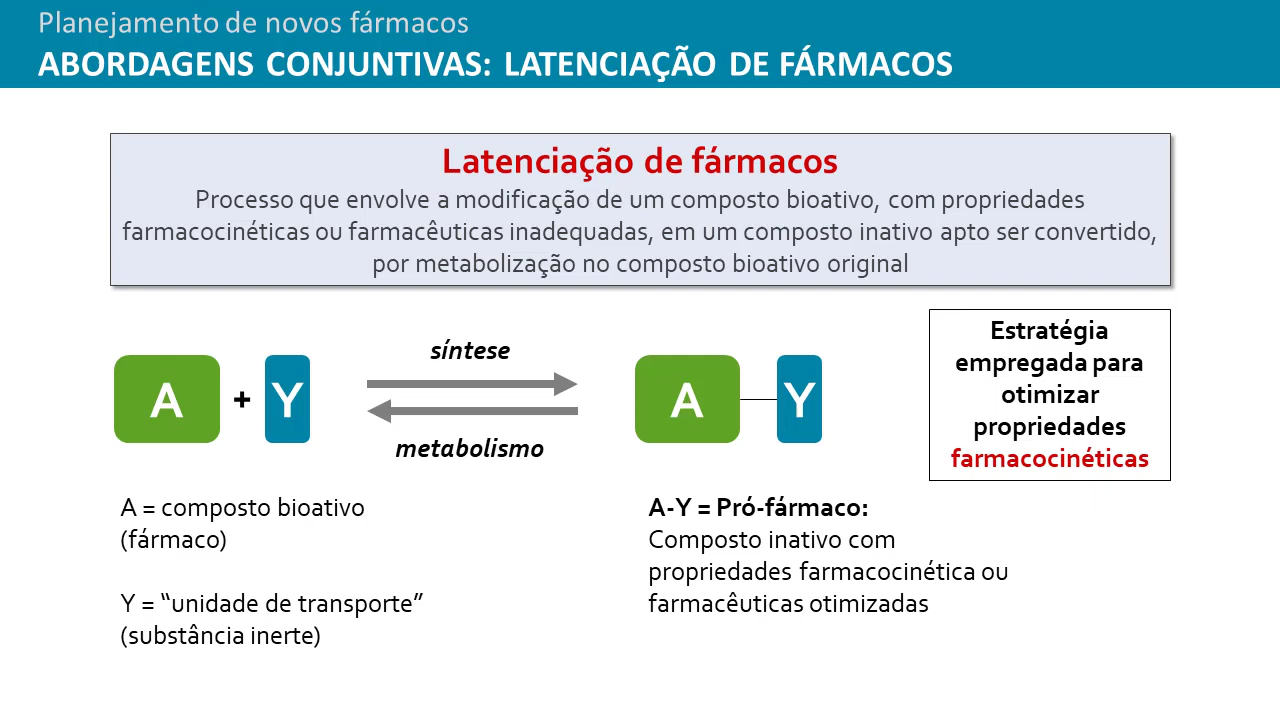 Planejamento de novos fármacos
ABORDAGENS CONJUNTIVAS: LATENCIAÇÃO DE FÁRMACOS
Latenciação de fármacos
Processo que envolve a modificação de um composto bioativo, com propriedades
farmacocinéticas ou farmacêuticas inadequadas, em um composto inativo apto ser convertido,
por metabolização no composto bioativo original
A + Y
síntese
metabolismo
A Y
Estratégia
empregada para
otimizar
propriedades
farmacocinéticas
A = composto bioativo
(fármaco)
Y = “unidade de transporte”
(substância inerte)
A-Y = Pró-fármaco:
Composto inativo com
propriedades farmacocinética ou
farmacêuticas otimizadas